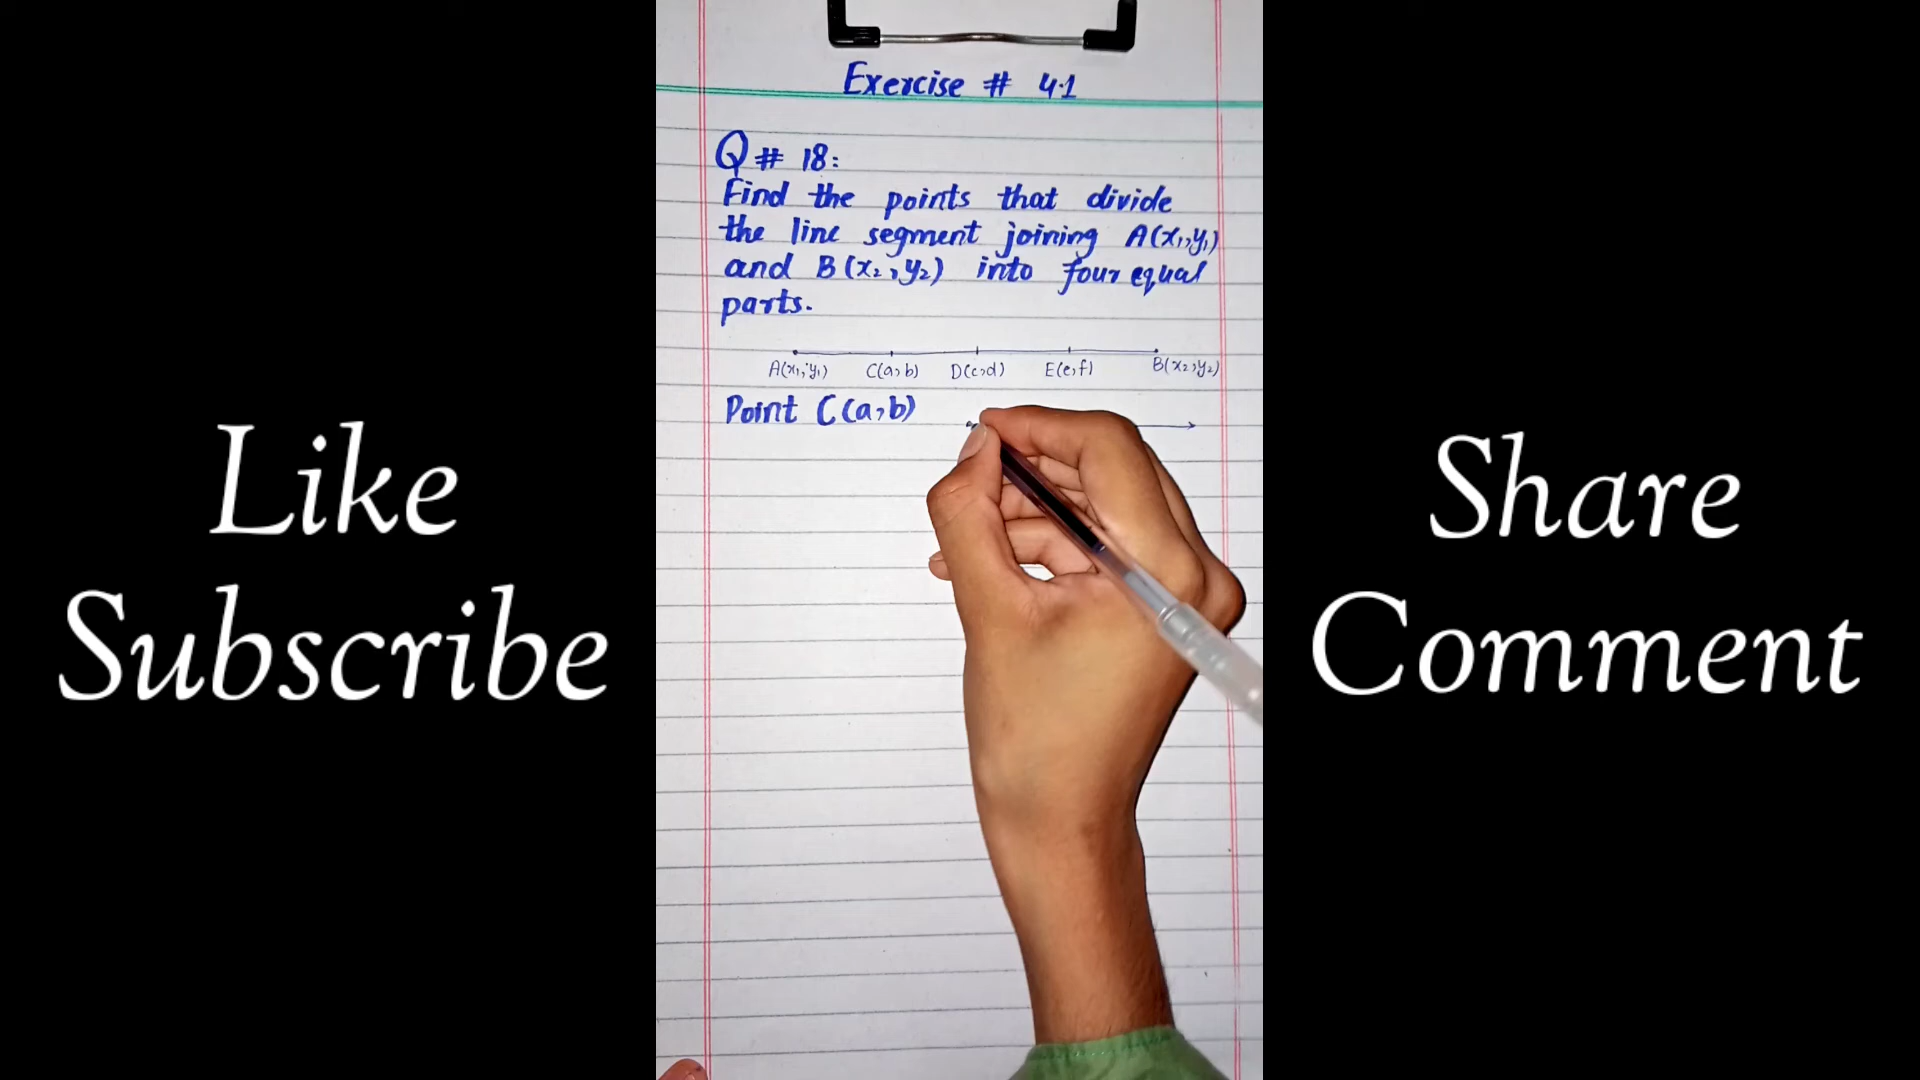 Like
Subscribe
Exercise # 4.1
Q # 18:
Find the points that divide
the line segment joining A(x₁,y₁)
and B(x₂,y₂) into four equal
parts.
A(x₁,y₁) C(a,b) D(c,d) E(e,f) B(x₂,y₂)
Point C(a,b)
Share
Comment